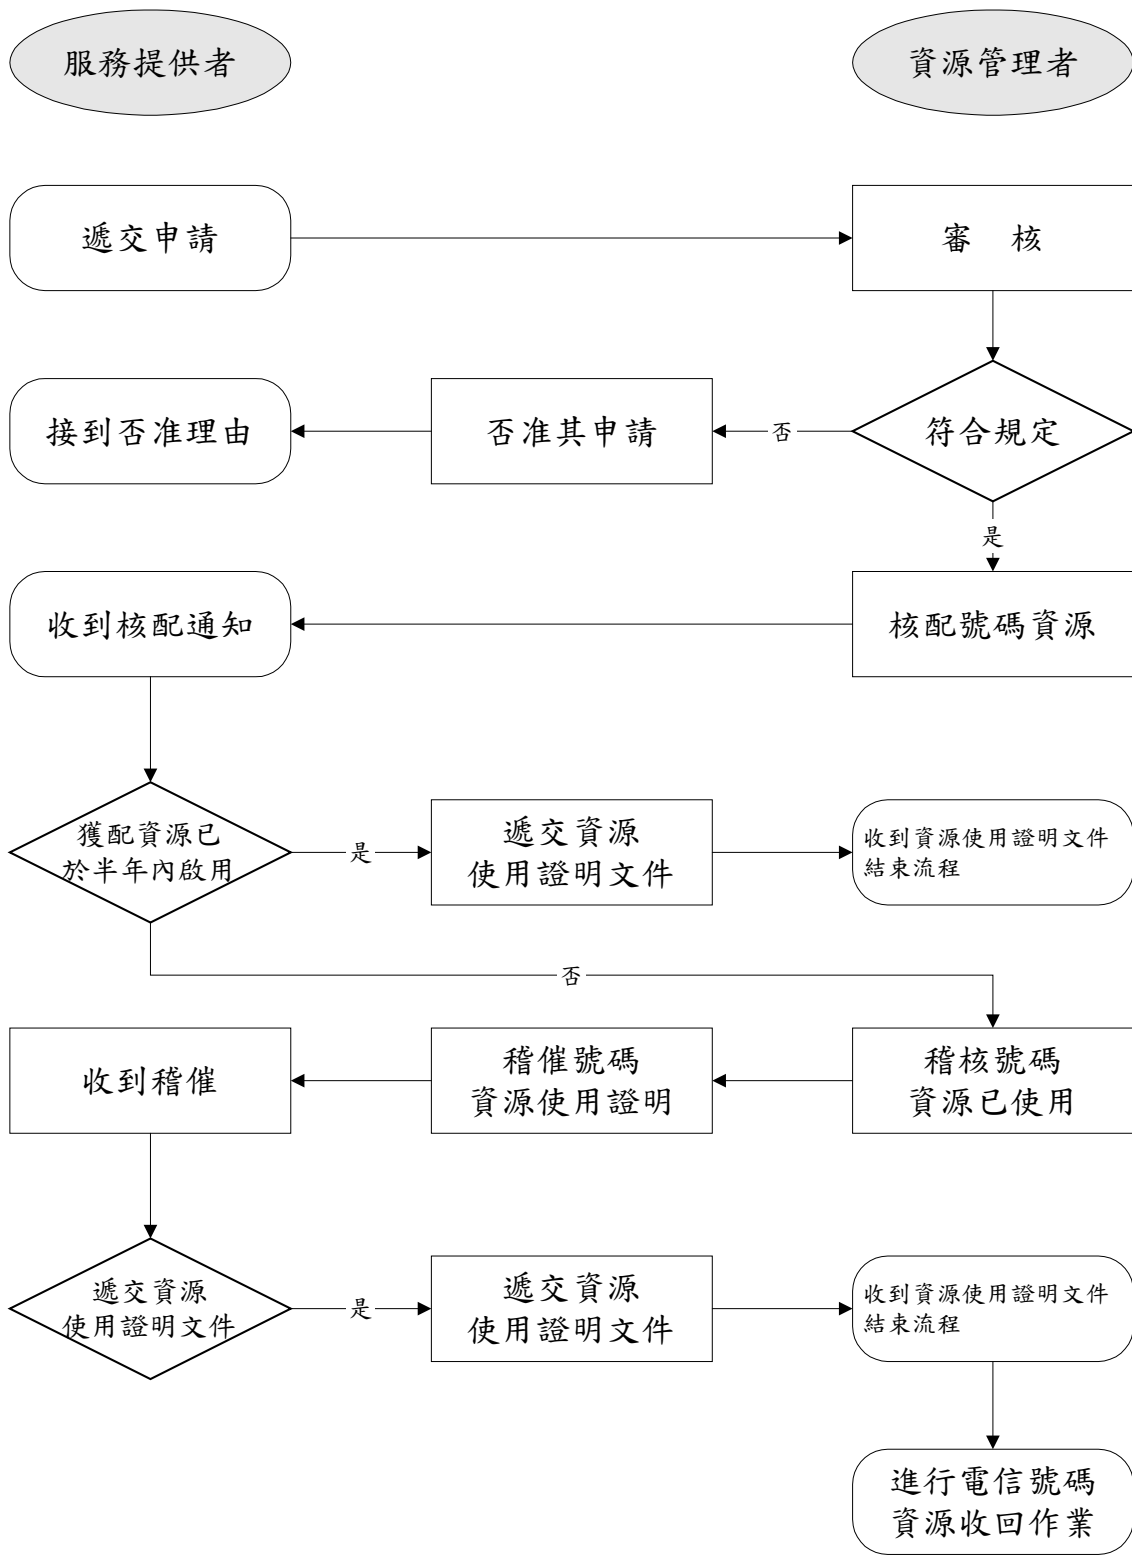 服務提供者
資源管理者
遞交申請
審 核
接到否准理由
否准其申請
否
符合規定
是
收到核配通知
核配號碼資源
獲配資源已
於半年內啟用
是
遞交資源
使用證明文件
收到資源使用證明文件
結束流程
否
收到稽催
稽催號碼
資源使用證明
稽核號碼
資源已使用
遞交資源
使用證明文件
是
遞交資源
使用證明文件
收到資源使用證明文件
結束流程
進行電信號碼
資源收回作業